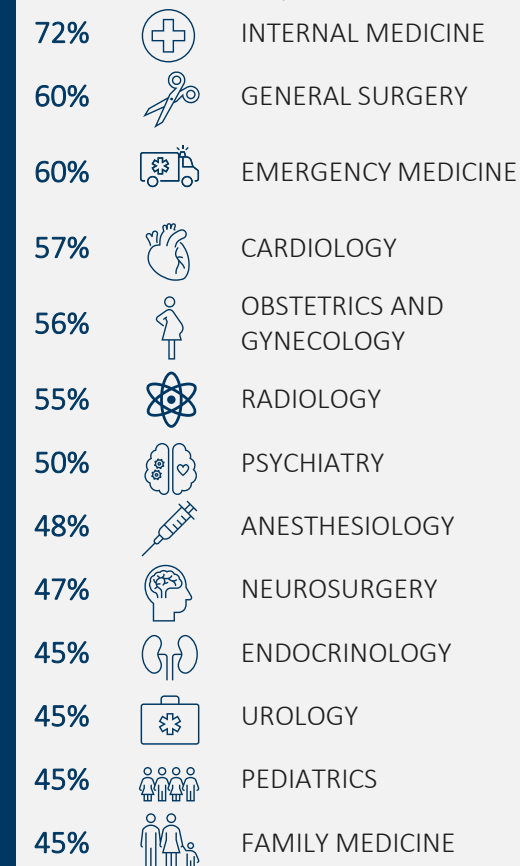 72% INTERNAL MEDICINE
60% GENERAL SURGERY
60% EMERGENCY MEDICINE
57% CARDIOLOGY
56% OBSTETRICS AND
GYNECOLOGY
55% RADIOLOGY
50% PSYCHIATRY
48% ANESTHESIOLOGY
47% NEUROSURGERY
45% ENDOCRINOLOGY
45% UROLOGY
45% PEDIATRICS
45% FAMILY MEDICINE